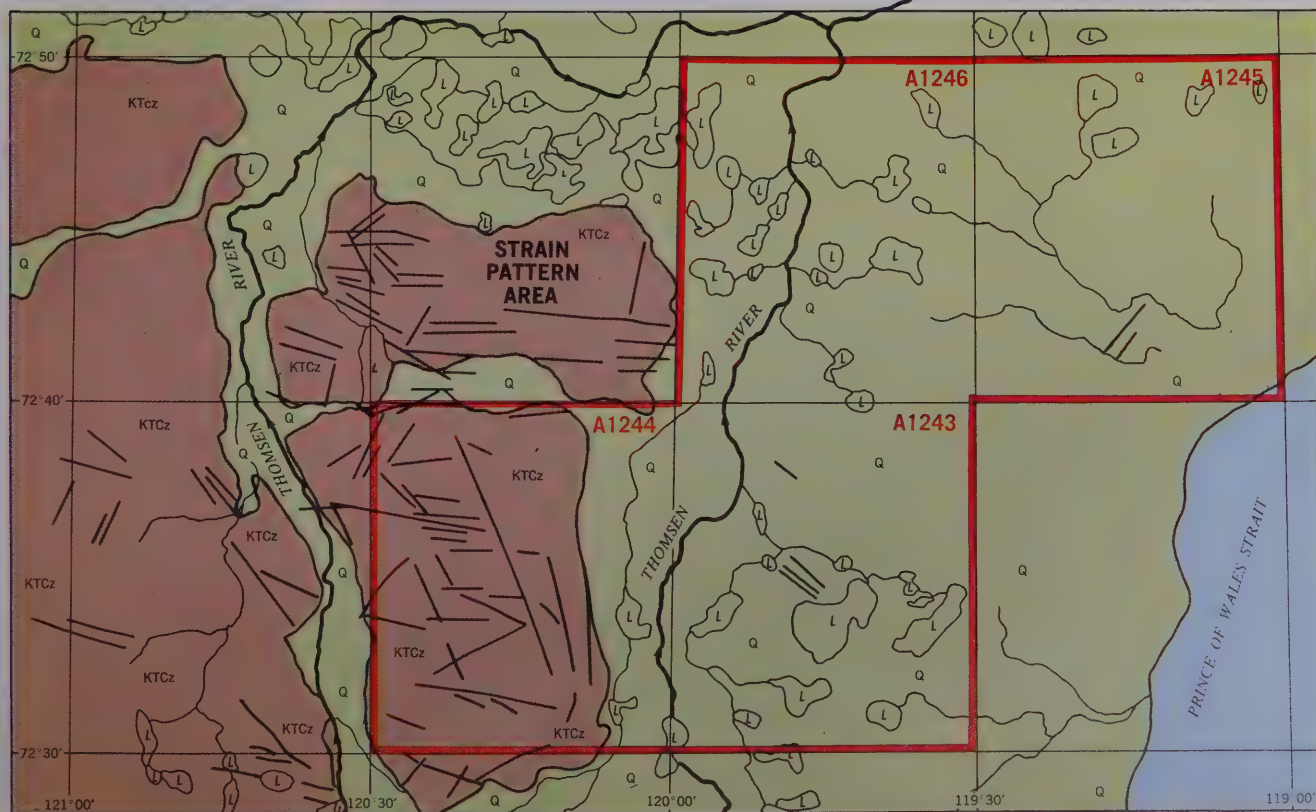 Q
72°50'
Q
A1246
Q
A1245
KTCz
Q
STRAIN
PATTERN
AREA
KTCz
RIVER
Q
Q
Q
Q
RIVER
Q
KTCz
L
Q
Q
72°40'
Q
A1244
A1243
KTCz
Q
THOMSEN
KTCz
Q
Q
KTCz
THOMSEN
PRINCE OF WALES STRAIT
KTCz
Q
Q
KTCz
Q
KTCz
Q
Q
KTCz
KTCz
72°30'
Q
Q
121°00'
120°30'
120°00'
119°30'
119°00'